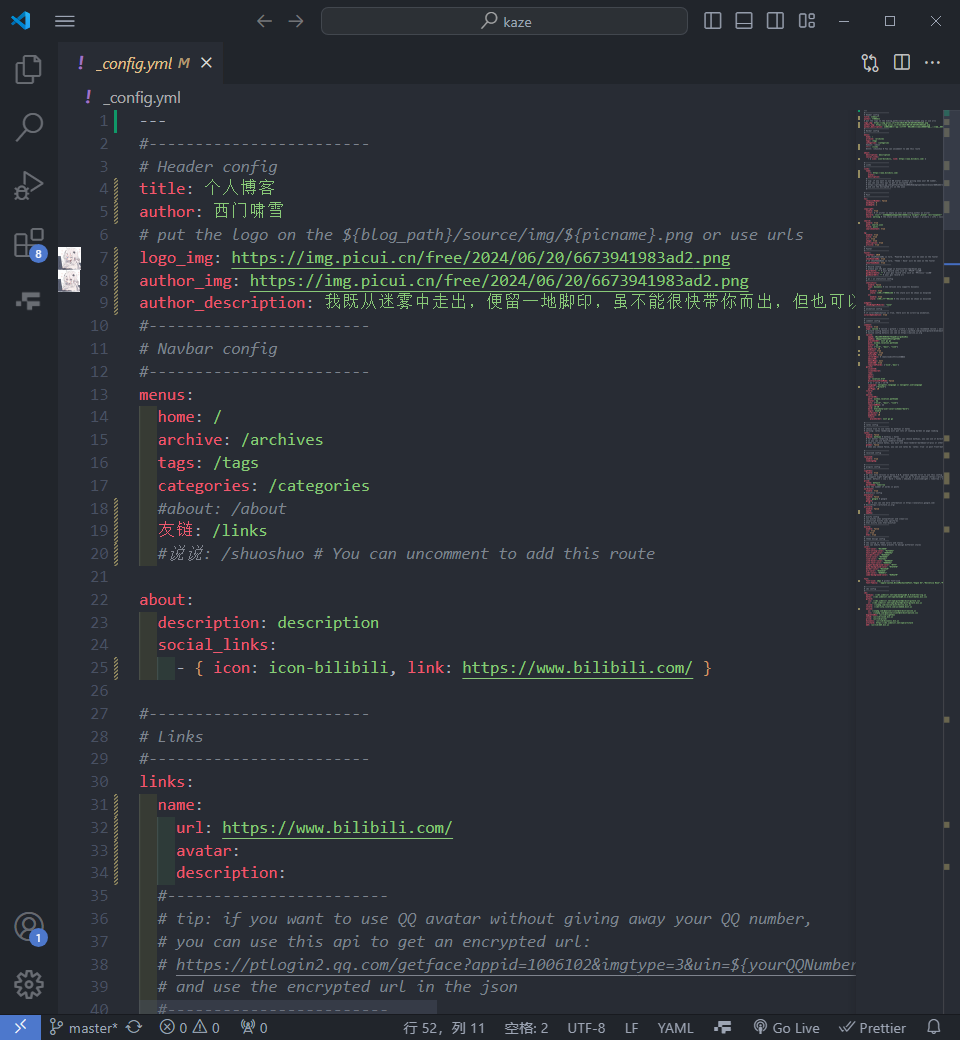 kaze
_config.yml M
_config.yml
1 ---
2 #------------------------
3 # Header config
4 title: 个人博客
5 author: 西门啸雪
6 # put the logo on the ${blog_path}/source/img/${picname}.png or use urls
7 logo_img: https://img.picui.cn/free/2024/06/20/6673941983ad2.png
8 author_img: https://img.picui.cn/free/2024/06/20/6673941983ad2.png
9 author_description: 我既从迷雾中走出，便留一地脚印，虽不能很快带你而出，但也可以
10 #------------------------
11 # Navbar config
12 #------------------------
13 menus:
14 home: /
15 archive: /archives
16 tags: /tags
17 categories: /categories
18 #about: /about
19 友链: /links
20 #说说: /shuoshuo # You can uncomment to add this route
21
22 about:
23 description: description
24 social_links:
25 - { icon: icon-bilibili, link: https://www.bilibili.com/ }
26
27 #------------------------
28 # Links
29 #------------------------
30 links:
31 name:
32 url: https://www.bilibili.com/
33 avatar:
34 description:
35 #------------------------
36 # tip: if you want to use QQ avatar without giving away your QQ number,
37 # you can use this api to get an encrypted url:
38 # https://ptlogin2.qq.com/getface?appid=1006102&imgtype=3&uin=${yourQQNumber
39 # and use the encrypted url in the json
40 #------------------------
8
1
master* 0 0 0 行 52，列 11 空格: 2 UTF-8 LF YAML Go Live Prettier